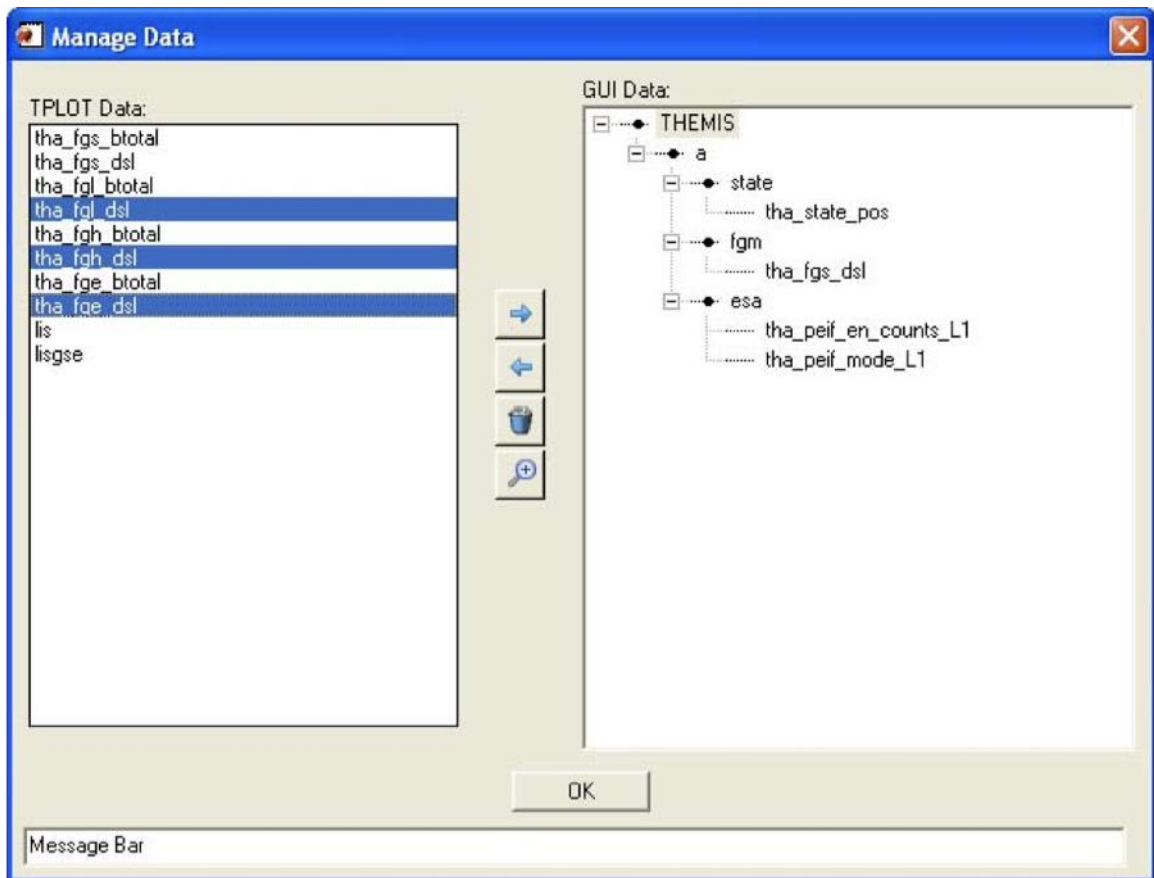 Manage Data
TPLOT Data:
tha_fgs_btotal
tha_fgs_dsl
tha_fgl_btotal
tha_fgl_dsl
tha_fgh_btotal
tha_fgh_dsl
tha_fge_btotal
tha_fge_dsl
lis
lisgse
GUI Data:
THEMIS
a
state
tha_state_pos
fgm
tha_fgs_dsl
esa
tha_peif_en_counts_L1
tha_peif_mode_L1
OK
Message Bar